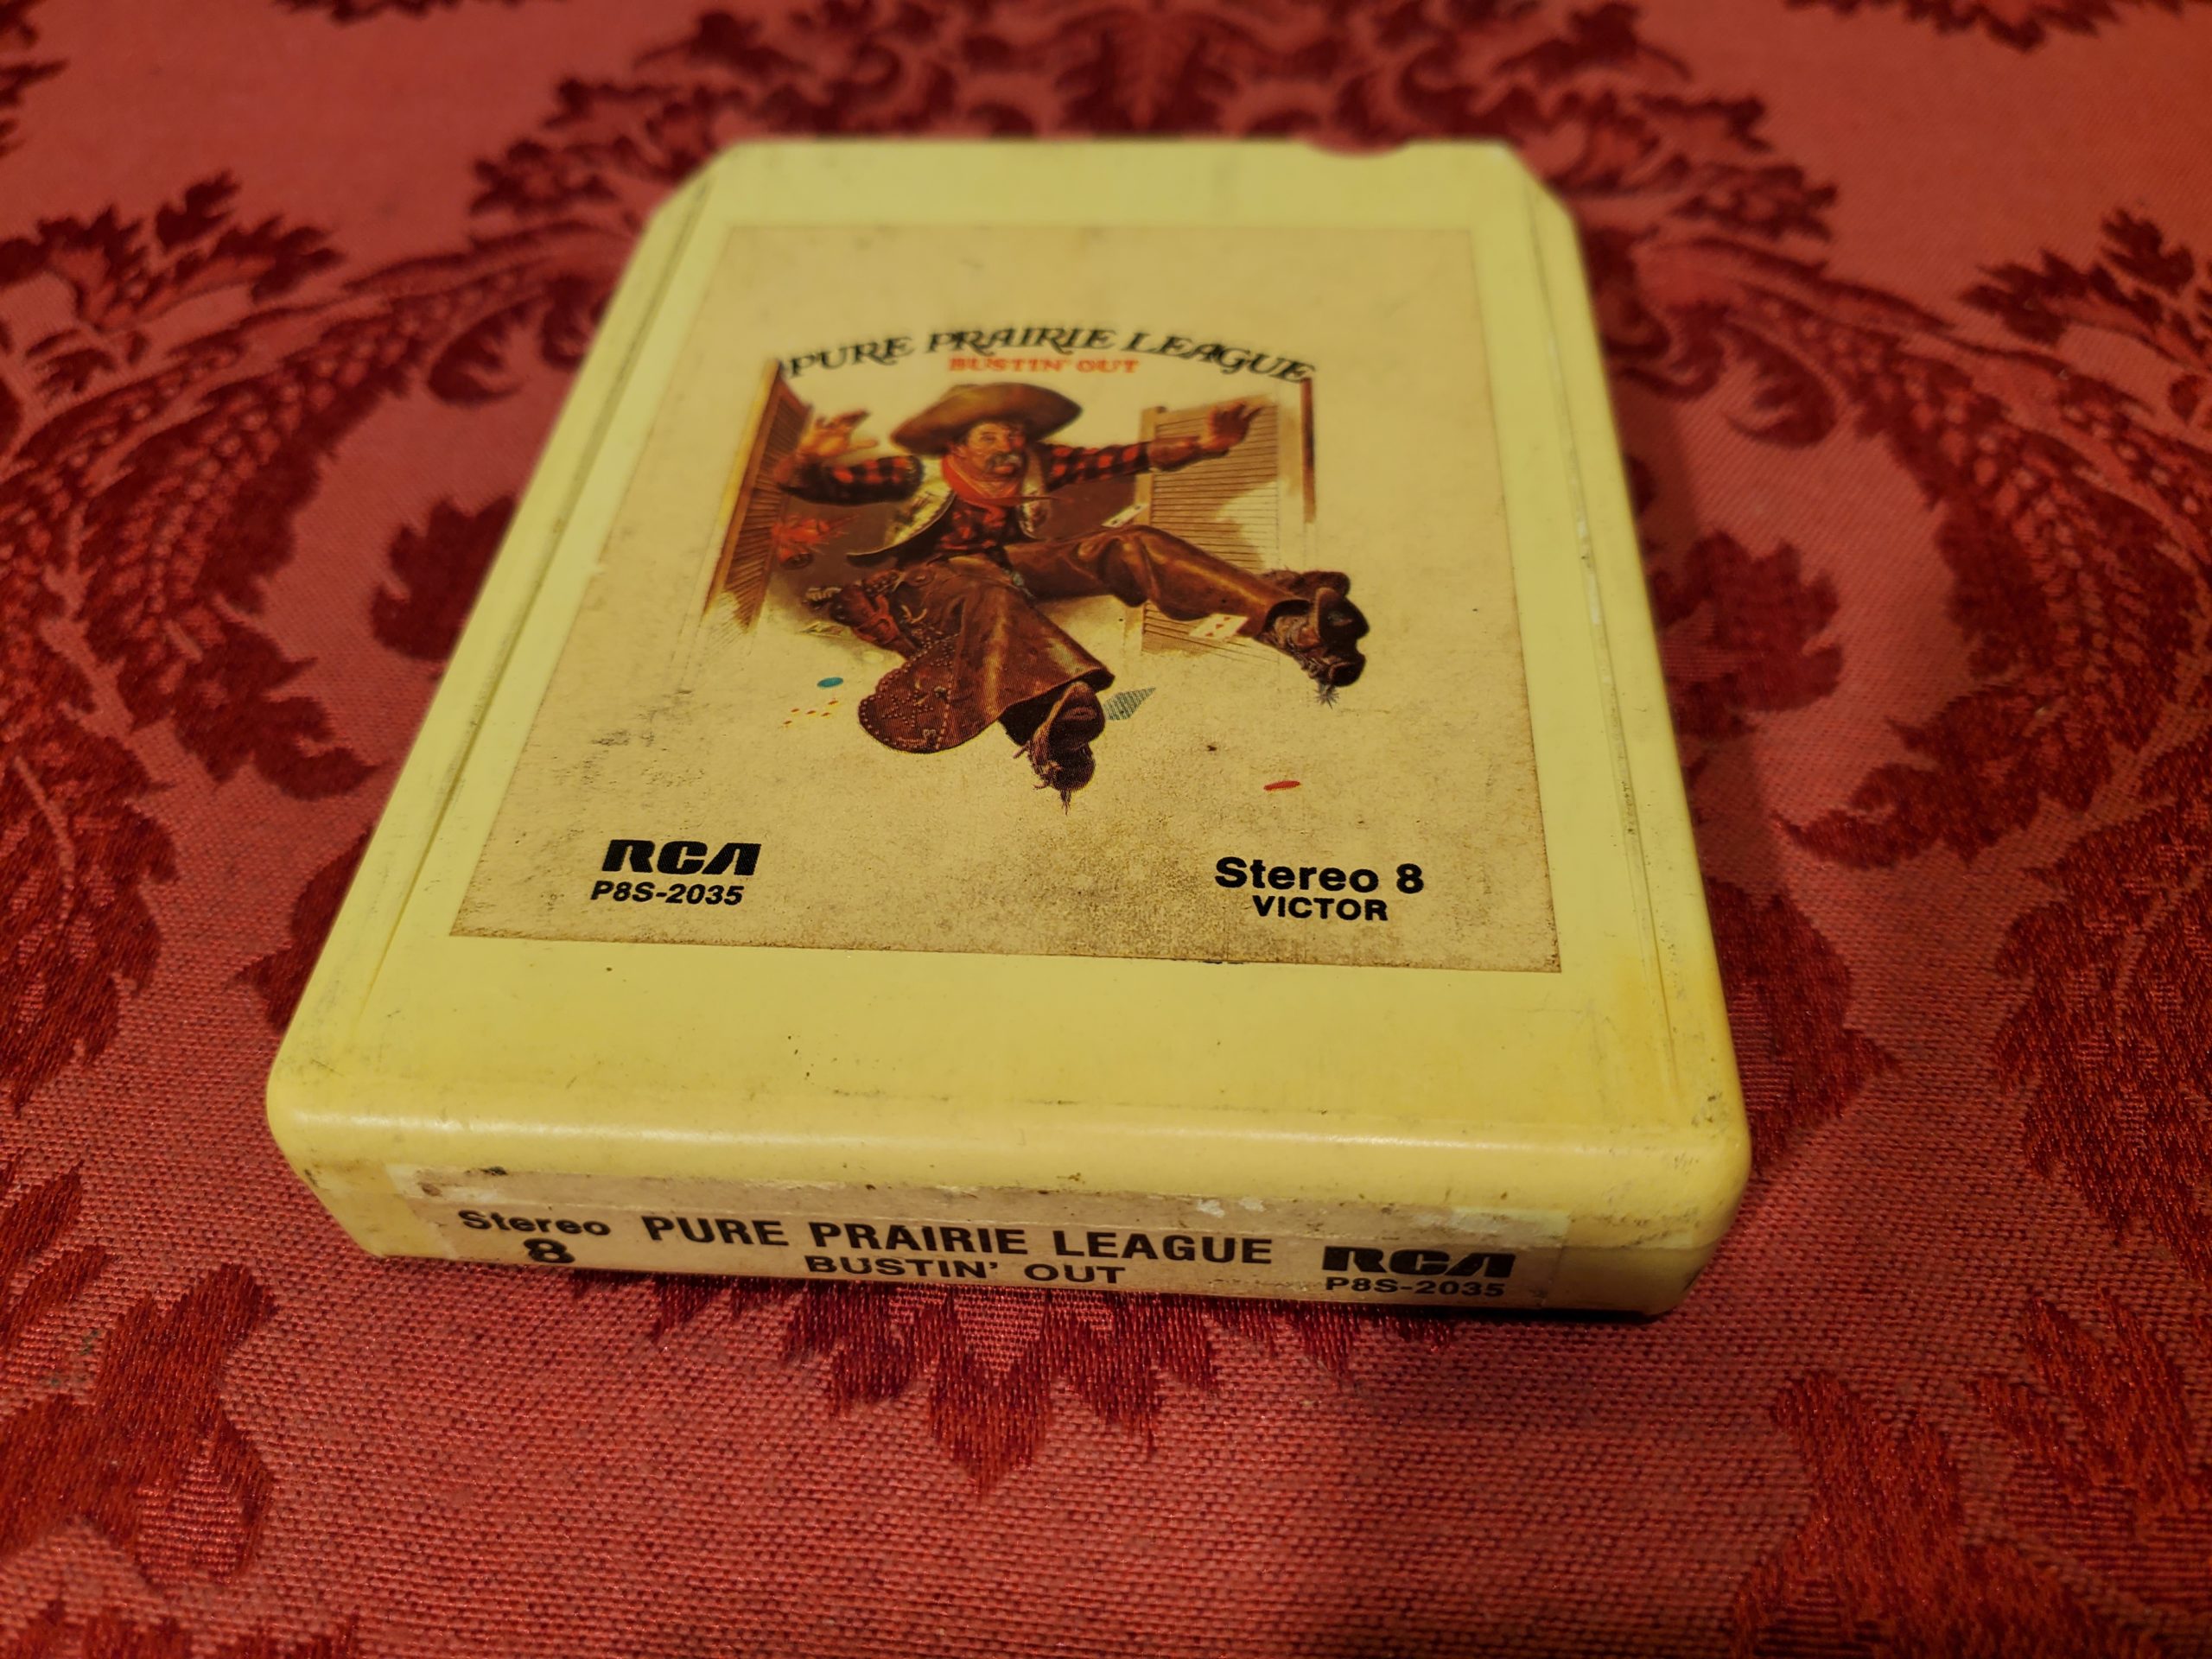 PURE PRAIRIE LEAGUE
BUSTIN' OUT
RCA
P8S-2035
Stereo 8
VICTOR
Stereo
8
PURE PRAIRIE LEAGUE
BUSTIN' OUT
RCA
P8S-2035